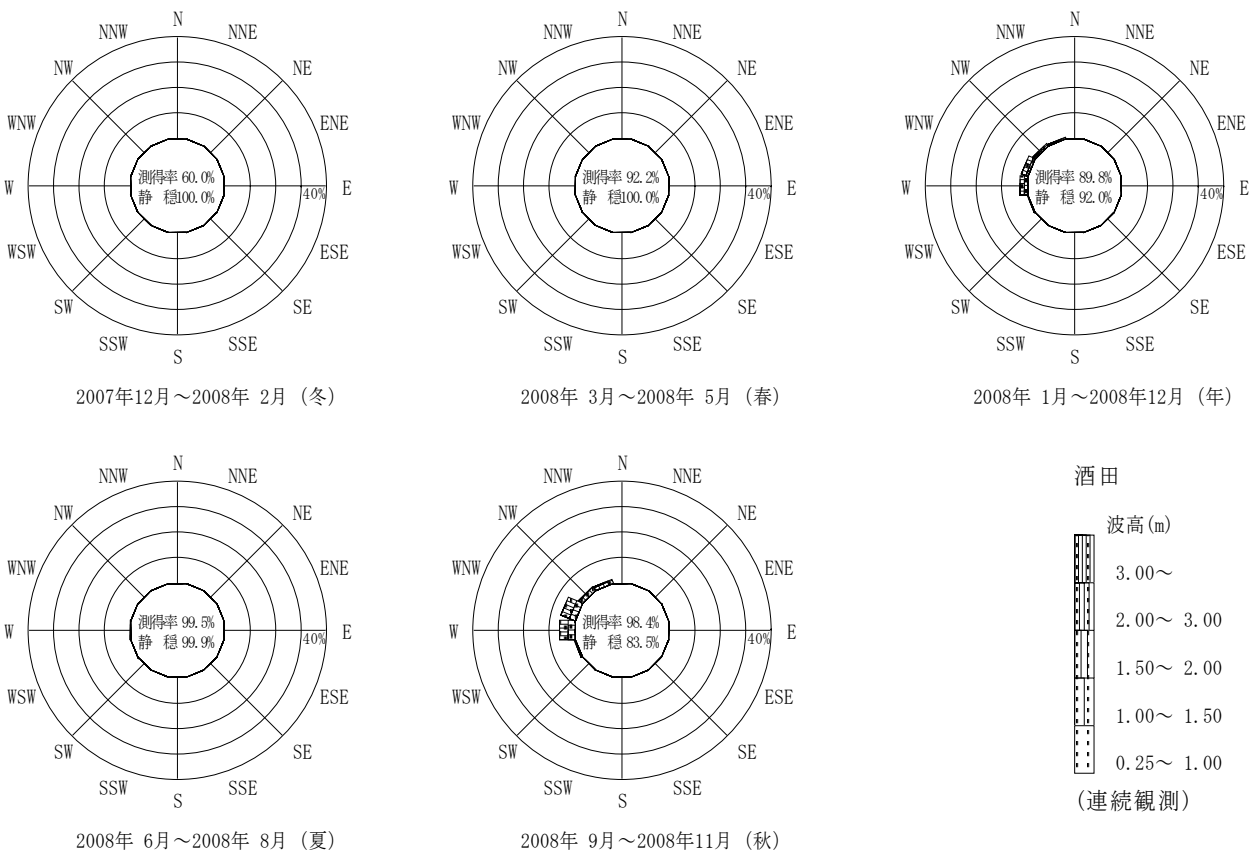 N
NNW NNE
NW NE
WNW ENE
測得率 60.0%
W 静 穏100.0% 40% E
WSW ESE
SW SE
SSW SSE
S
2007年12月～2008年 2月 (冬)
N
NNW NNE
NW NE
WNW ENE
測得率 92.2%
W 静 穏100.0% 40% E
WSW ESE
SW SE
SSW SSE
S
2008年 3月～2008年 5月 (春)
N
NNW NNE
NW NE
WNW ENE
測得率 89.8%
W 静 穏 92.0% 40% E
WSW ESE
SW SE
SSW SSE
S
2008年 1月～2008年12月 (年)
N
NNW NNE
NW NE
WNW ENE
測得率 99.5%
W 静 穏 99.9% 40% E
WSW ESE
SW SE
SSW SSE
S
2008年 6月～2008年 8月 (夏)
N
NNW NNE
NW NE
WNW ENE
測得率 98.4%
W 静 穏 83.5% 40% E
WSW ESE
SW SE
SSW SSE
S
2008年 9月～2008年11月 (秋)
酒田
波高(m)
3.00～
2.00～ 3.00
1.50～ 2.00
1.00～ 1.50
0.25～ 1.00
(連続観測)